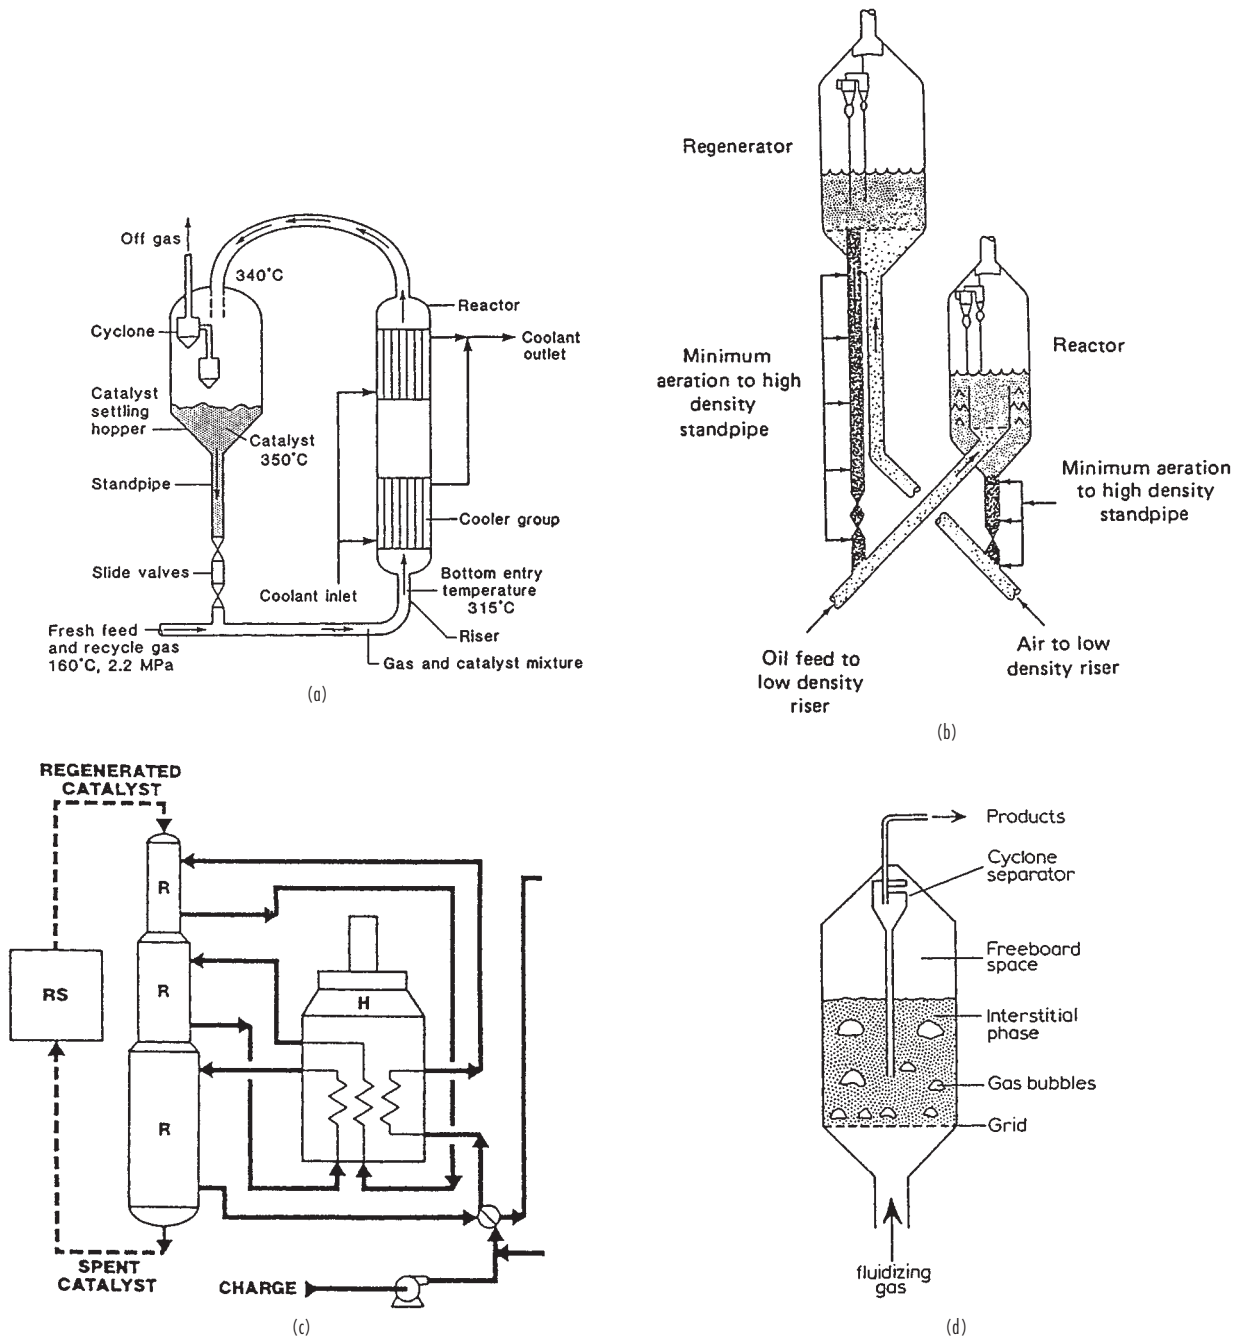 Off gas
340°C
Cyclone
Catalyst
settling
hopper
Catalyst
350°C
Standpipe
Slide valves
Fresh feed
and recycle gas
160°C, 2.2 MPa
Reactor
Coolant
outlet
Cooler group
Coolant inlet
Bottom entry
temperature
315°C
Riser
Gas and catalyst mixture
(a)
Regenerator
Minimum
aeration to high
density
standpipe
Reactor
Minimum aeration
to high density
standpipe
Oil feed to
low density
riser
Air to low
density riser
(b)
REGENERATED
CATALYST
R
R
R
RS
H
SPENT
CATALYST
CHARGE
(c)
Products
Cyclone
separator
Freeboard
space
Interstitial
phase
Gas bubbles
Grid
fluidizing
gas
(d)